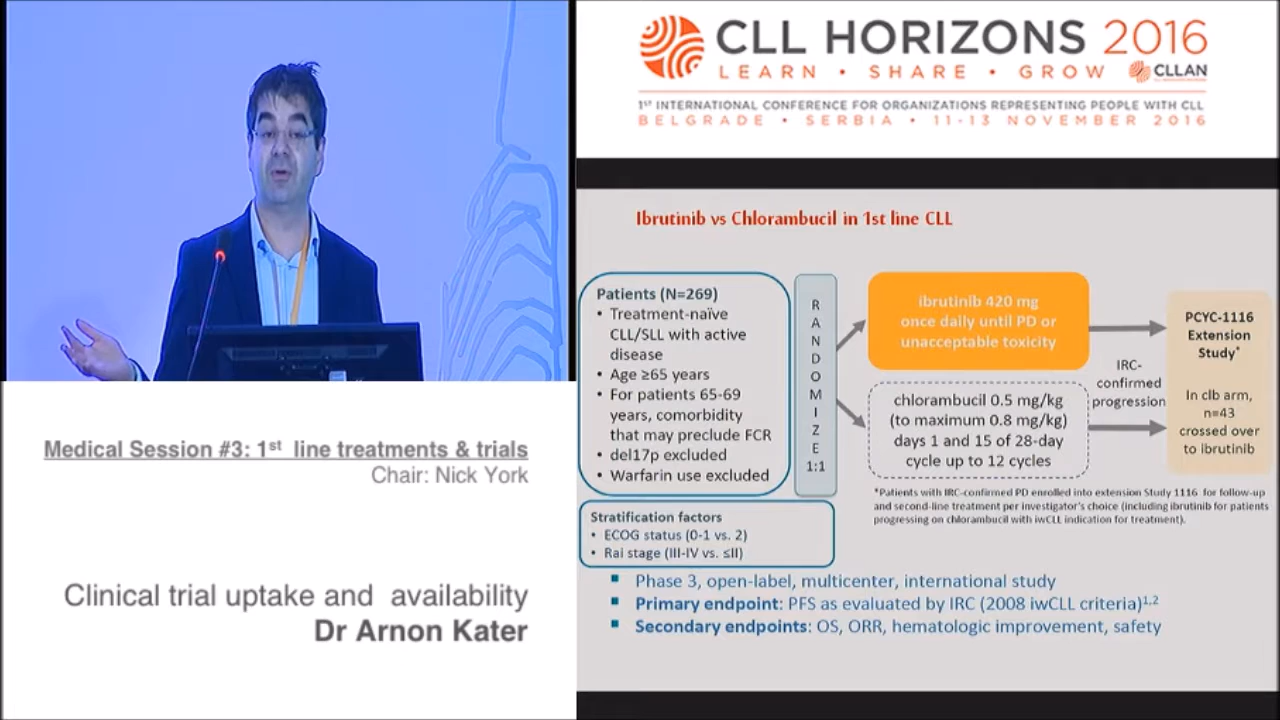 CLL HORIZONS 2016
LEARN • SHARE • GROW
CLLAN
1ST INTERNATIONAL CONFERENCE FOR ORGANIZATIONS REPRESENTING PEOPLE WITH CLL
BELGRADE • SERBIA • 11-13 NOVEMBER 2016
Medical Session #3: 1st line treatments & trials
Chair: Nick York
Clinical trial uptake and availability
Dr Arnon Kater
Ibrutinib vs Chlorambucil in 1st line CLL
Patients (N=269)
• Treatment-naïve
CLL/SLL with active
disease
• Age ≥65 years
• For patients 65-69
years, comorbidity
that may preclude FCR
• del17p excluded
• Warfarin use excluded
Stratification factors
• ECOG status (0-1 vs. 2)
• Rai stage (III-IV vs. ≤II)
R
A
N
D
O
M
I
Z
E
1:1
ibrutinib 420 mg
once daily until PD or
unacceptable toxicity
chlorambucil 0.5 mg/kg
(to maximum 0.8 mg/kg)
days 1 and 15 of 28-day
cycle up to 12 cycles
IRC-
confirmed
progression
PCYC-1116
Extension
Study*
In clb arm,
n=43
crossed over
to ibrutinib
*Patients with IRC-confirmed PD enrolled into extension Study 1116 for follow-up
and second-line treatment per investigator's choice (including ibrutinib for patients
progressing on chlorambucil with iwCLL indication for treatment).
▪ Phase 3, open-label, multicenter, international study
▪ Primary endpoint: PFS as evaluated by IRC (2008 iwCLL criteria)1,2
▪ Secondary endpoints: OS, ORR, hematologic improvement, safety